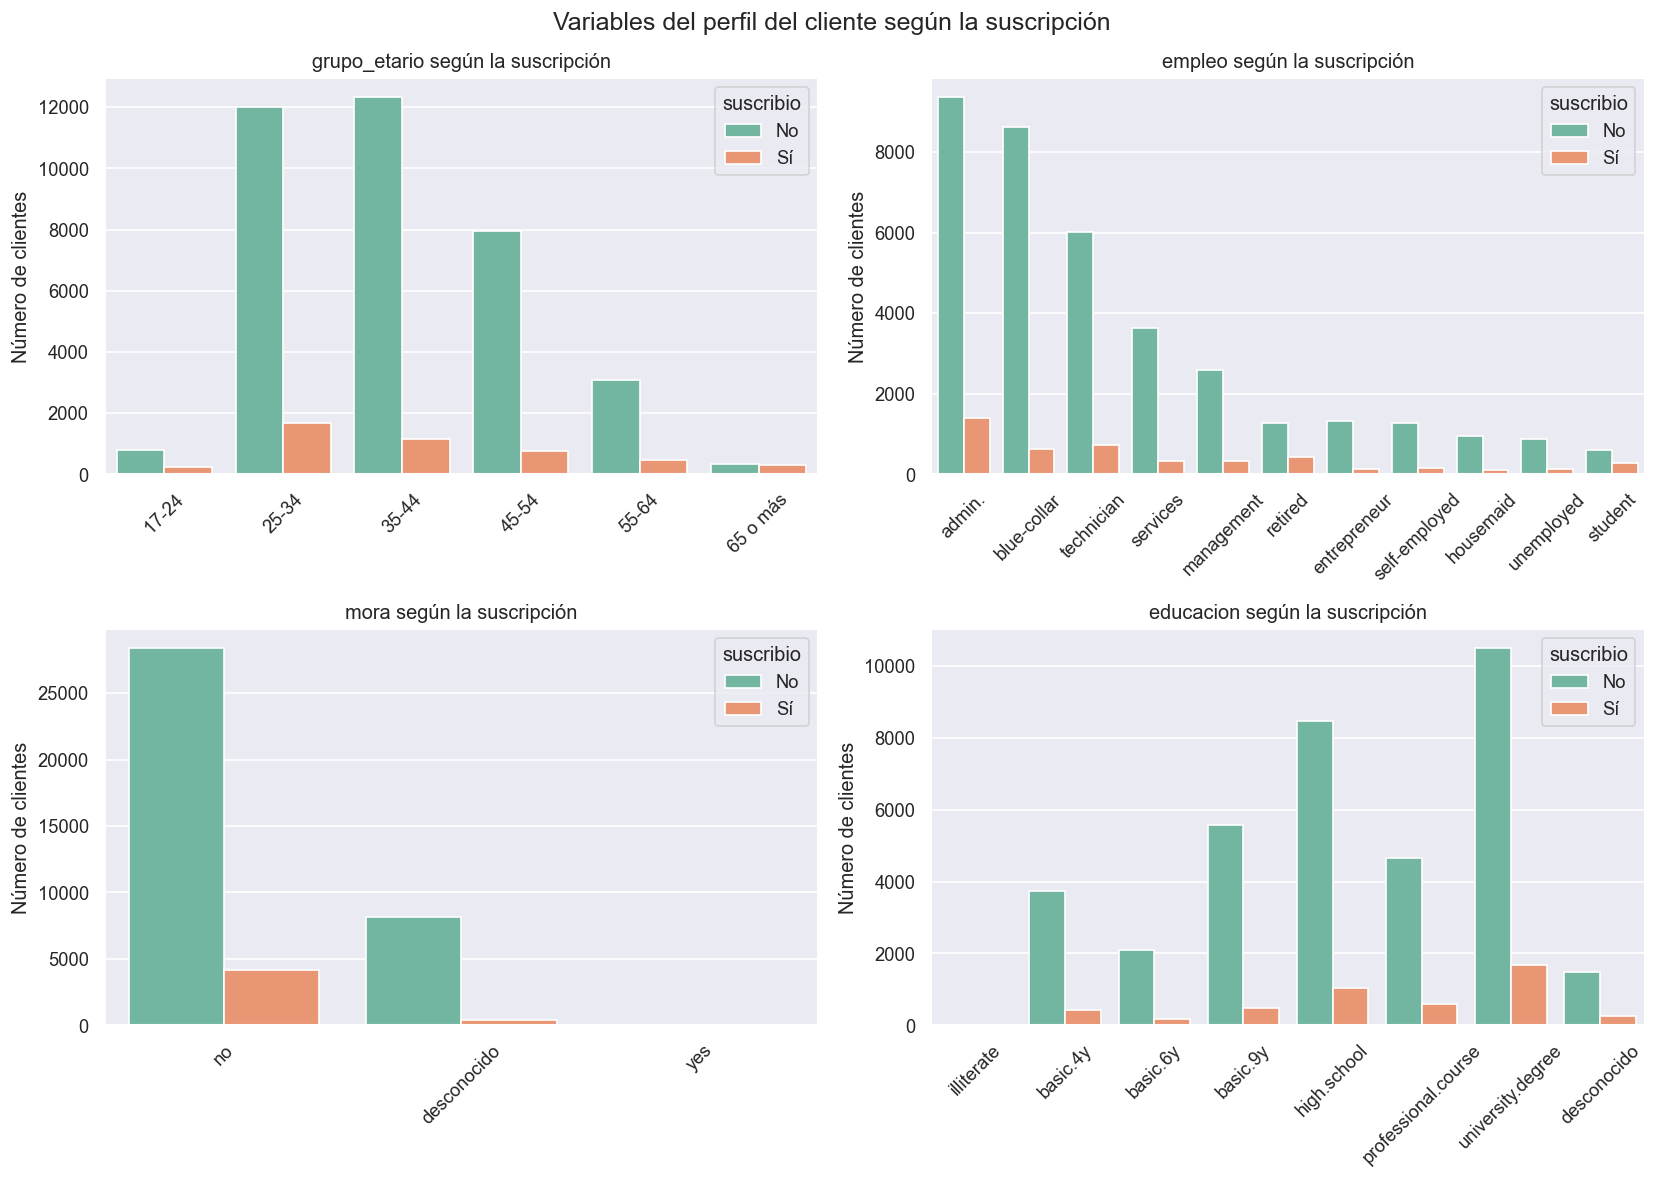 Variables del perfil del cliente según la suscripción
grupo_etario según la suscripción
Número de clientes
12000
10000
8000
6000
4000
2000
0
suscribio
No
Sí
17-24
25-34
35-44
45-54
55-64
65 o más
empleo según la suscripción
Número de clientes
8000
6000
4000
2000
0
suscribio
No
Sí
admin.
blue-collar
technician
services
management
retired
entrepreneur
self-employed
housemaid
unemployed
student
mora según la suscripción
Número de clientes
25000
20000
15000
10000
5000
0
suscribio
No
Sí
no
desconocido
yes
educacion según la suscripción
Número de clientes
10000
8000
6000
4000
2000
0
suscribio
No
Sí
illiterate
basic.4y
basic.6y
basic.9y
high.school
professional.course
university.degree
desconocido